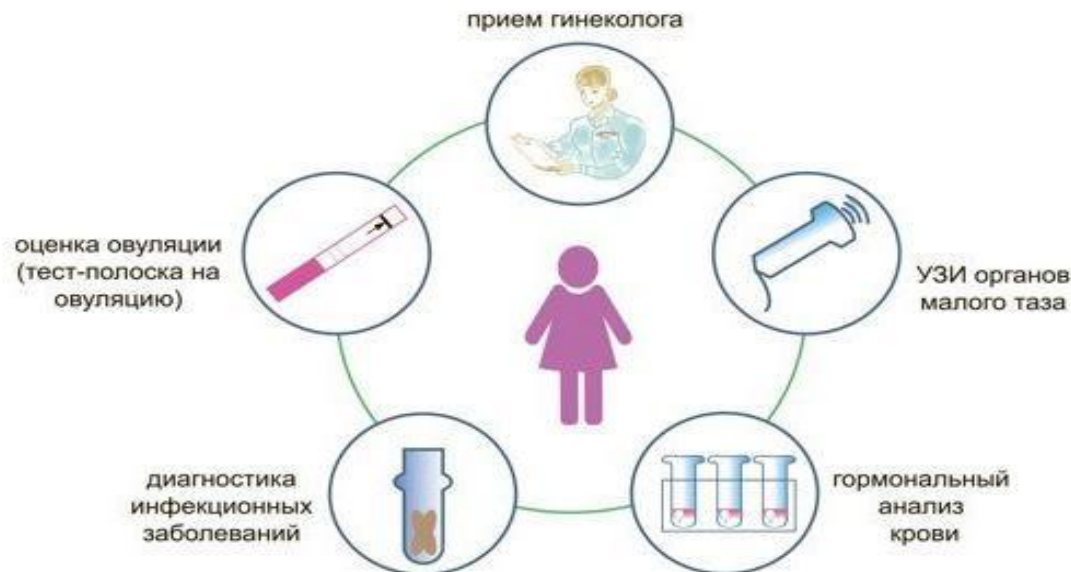 прием гинеколога
оценка овуляции
(тест-полоска на
овуляцию)
УЗИ органов
малого таза
диагностика
инфекционных
заболеваний
гормональный
анализ
крови